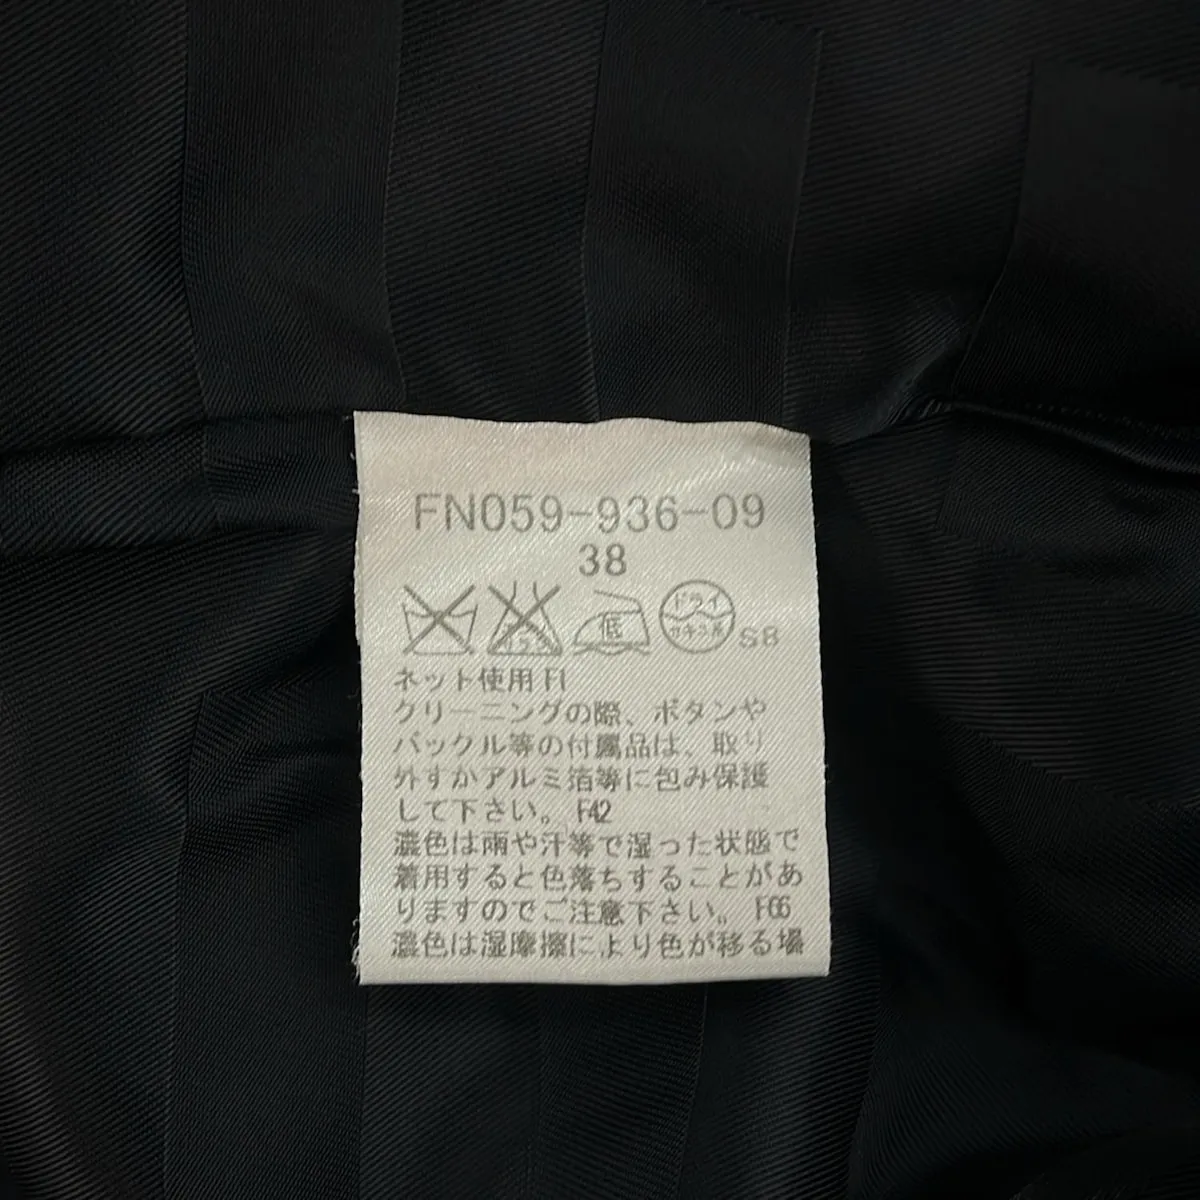 FN059-936-09
38
低 ドライ セキユ系 S8
ネット使用 F1
クリーニングの際、ボタンや
バックル等の付属品は、取り
外すかアルミ箔等に包み保護
して下さい。 F42
濃色は雨や汗等で湿った状態で
着用すると色落ちすることがあ
りますのでご注意下さい。 F66
濃色は湿摩擦により色が移る場